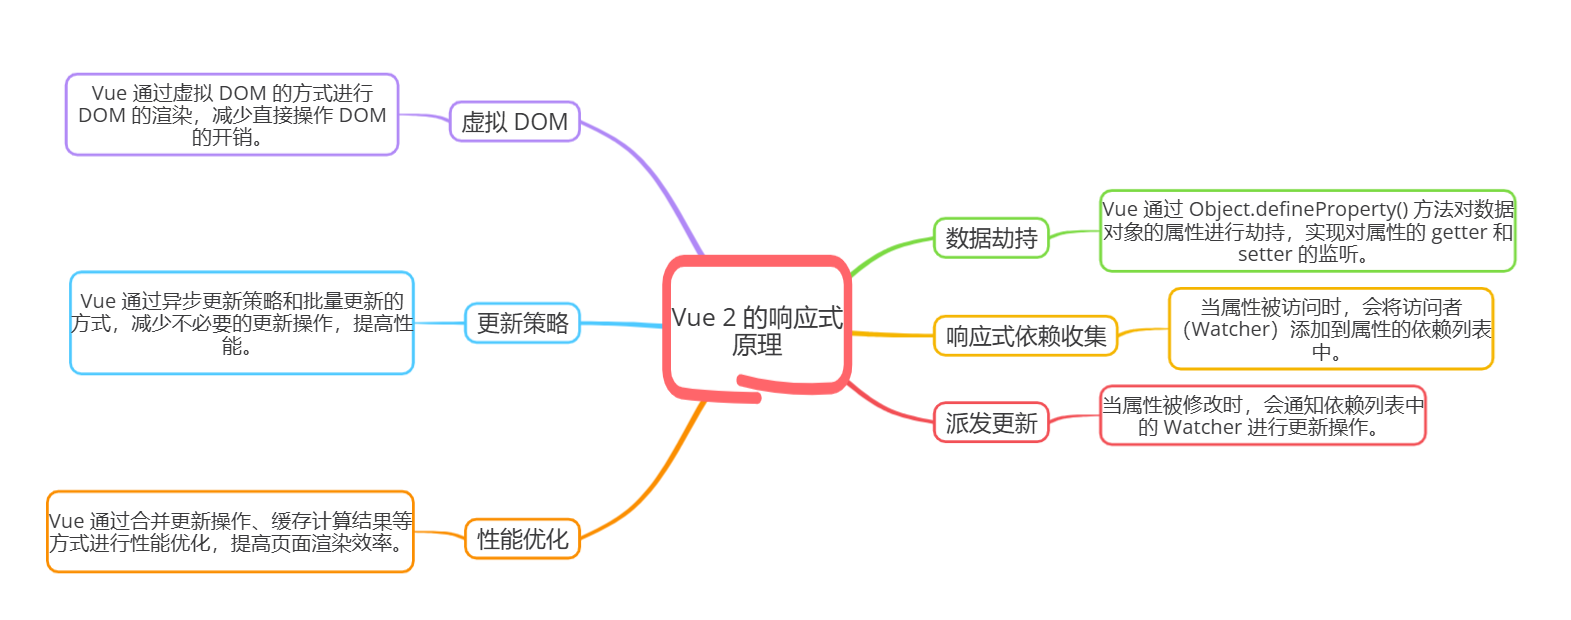 Vue 2 的响应式
原理
数据劫持
Vue 通过 Object.defineProperty() 方法对数据
对象的属性进行劫持，实现对属性的 getter 和
setter 的监听。
响应式依赖收集
当属性被访问时，会将访问者
（Watcher）添加到属性的依赖列表
中。
派发更新
当属性被修改时，会通知依赖列表中
的 Watcher 进行更新操作。
虚拟 DOM
Vue 通过虚拟 DOM 的方式进行
DOM 的渲染，减少直接操作 DOM
的开销。
更新策略
Vue 通过异步更新策略和批量更新的
方式，减少不必要的更新操作，提高性
能。
性能优化
Vue 通过合并更新操作、缓存计算结果等
方式进行性能优化，提高页面渲染效率。